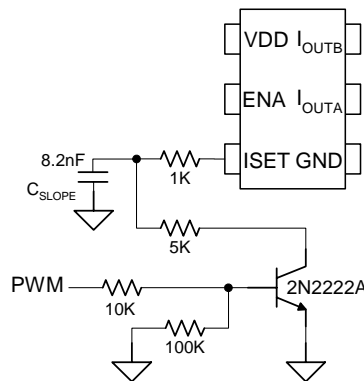 VDD IOUTB
ENA IOUTA
ISET GND
8.2nF
CSLOPE
1K
5K
PWM
10K
2N2222A
100K